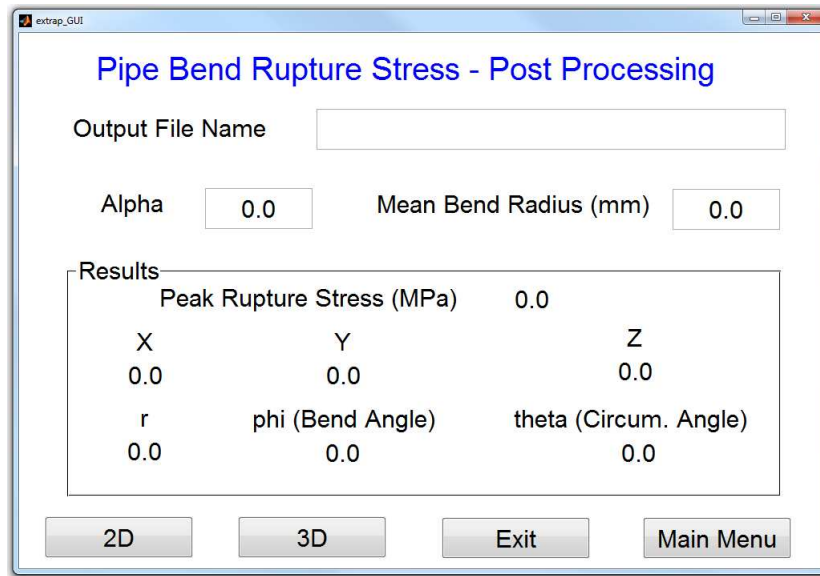 extrap_GUI
Pipe Bend Rupture Stress - Post Processing
Output File Name
Alpha 0.0 Mean Bend Radius (mm) 0.0
Results
Peak Rupture Stress (MPa) 0.0
X Y Z
0.0 0.0 0.0
r phi (Bend Angle) theta (Circum. Angle)
0.0 0.0 0.0
2D 3D Exit Main Menu